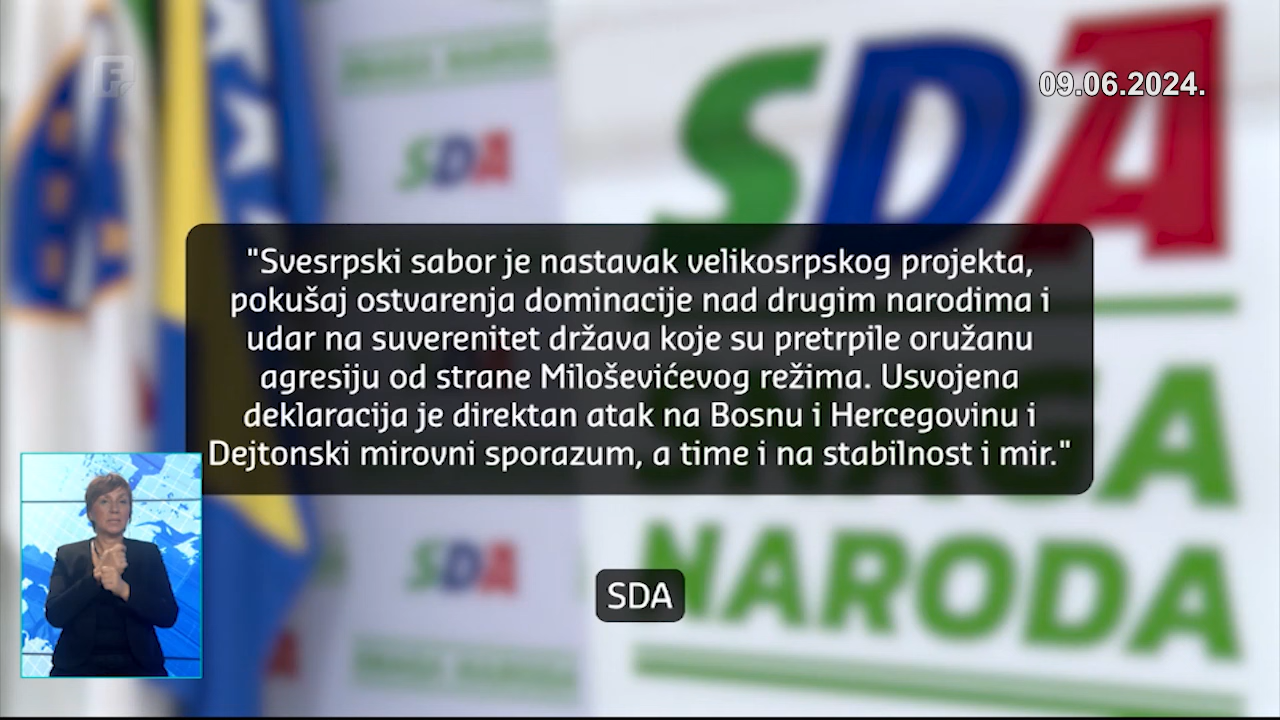 F
SDA
09.06.2024.
SDA
"Svesrpski sabor je nastavak velikosrpskog projekta,
pokušaj ostvarenja dominacije nad drugim narodima i
udar na suverenitet država koje su pretrpile oružanu
agresiju od strane Miloševićevog režima. Usvojena
deklaracija je direktan atak na Bosnu i Hercegovinu i
Dejtonski mirovni sporazum, a time i na stabilnost i mir."
SNAGA
SDA
NARODA
SDA